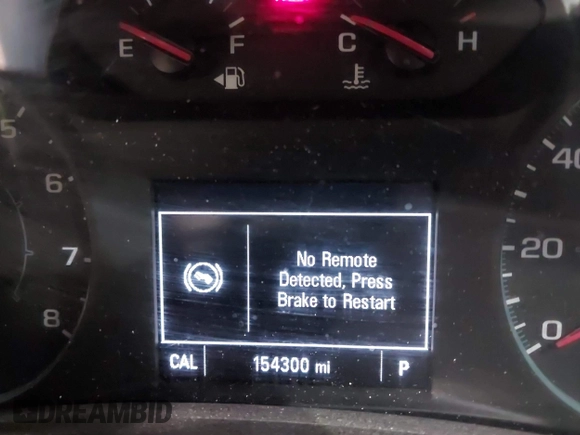 E F C H
5
6
7
8
40
20
0
No Remote
Detected, Press
Brake to Restart
CAL 154300 mi P
DREAMBID